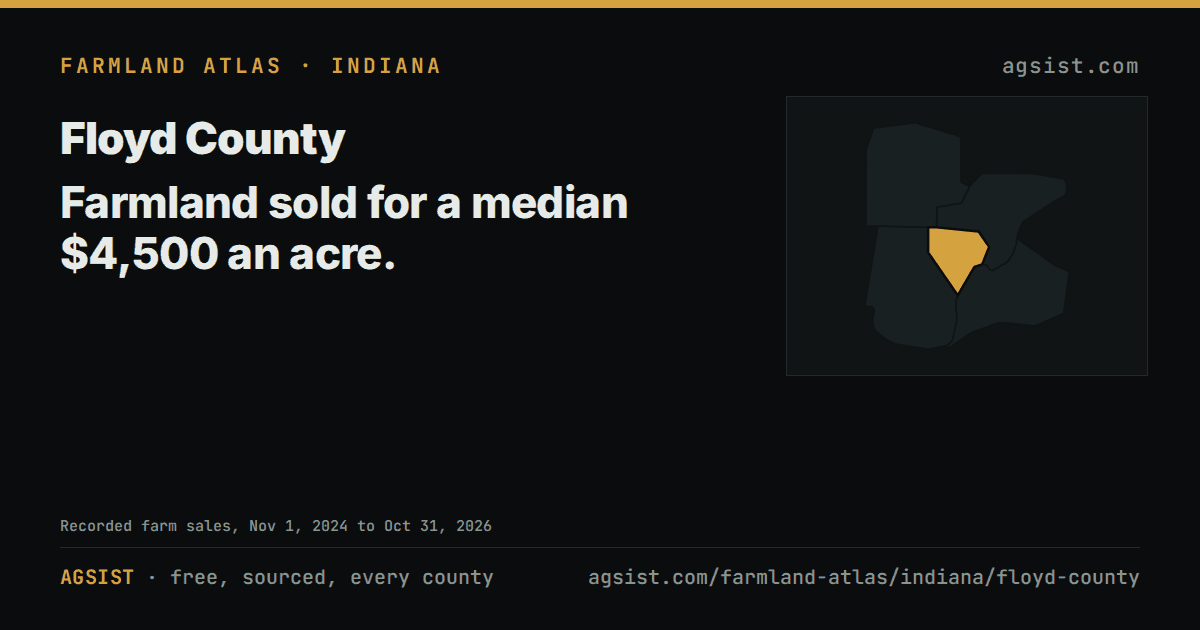 FARMLAND ATLAS · INDIANA
agsist.com
Floyd County
Farmland sold for a median
$4,500 an acre.
Recorded farm sales, Nov 1, 2024 to Oct 31, 2026
AGSIST · free, sourced, every county
agsist.com/farmland-atlas/indiana/floyd-county